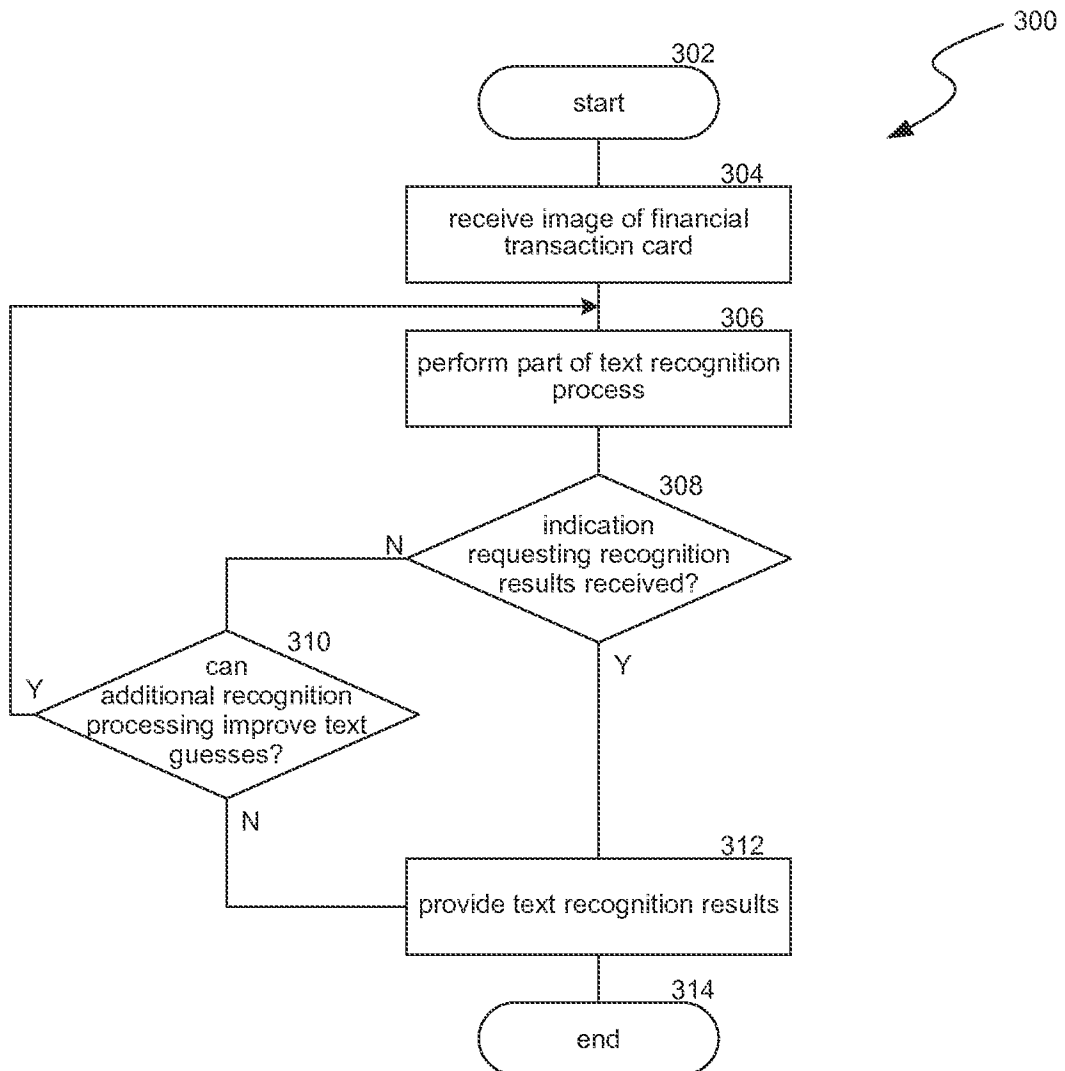 300
302
start
304
receive image of financial
transaction card
306
perform part of text recognition
process
308
indication
requesting recognition
results received?
N
Y
310
can
additional recognition
processing improve text
guesses?
Y
N
312
provide text recognition results
314
end